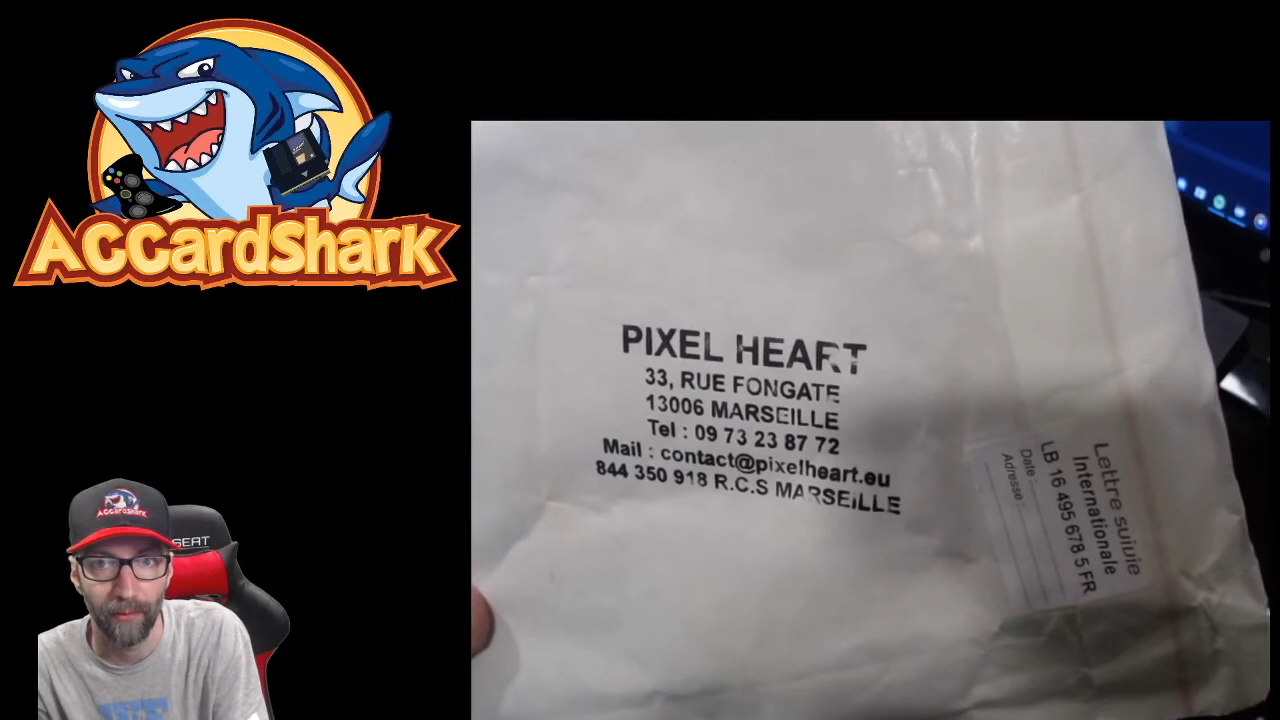 ACCardShark
PIXEL HEART
33, RUE FONGATE
13006 MARSEILLE
Tel : 09 73 23 87 72
Mail : contact@pixelheart.eu
844 350 918 R.C.S MARSEILLE
Lettre suivie
Internationale
LB 16 495 678 5 FR
Date :
Adresse :
ACCardShark
SEAT